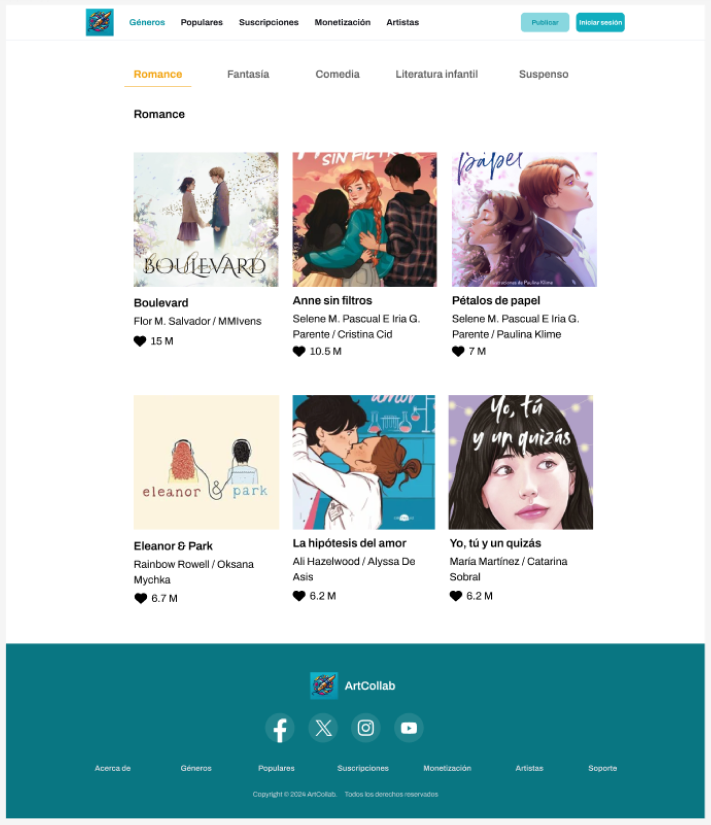 Géneros Populares Suscripciones Monetización Artistas Publicar Iniciar sesión
Romance Fantasía Comedia Literatura infantil Suspenso
Romance
BOULEVARD
SIN FILTROS
papel
Ilustraciones de Paulina Klime
Boulevard
Flor M. Salvador / MMIvens
15 M
Anne sin filtros
Selene M. Pascual E Iria G.
Parente / Cristina Cid
10.5 M
Pétalos de papel
Selene M. Pascual E Iria G.
Parente / Paulina Klime
7 M
eleanor & park
amor
Yo, tú
y un quizás
Eleanor & Park
Rainbow Rowell / Oksana
Mychka
6.7 M
La hipótesis del amor
Ali Hazelwood / Alyssa De
Asis
6.2 M
Yo, tú y un quizás
María Martínez / Catarina
Sobral
6.2 M
ArtCollab
Acerca de Géneros Populares Suscripciones Monetización Artistas Soporte
Copyright © 2024 ArtCollab. Todos los derechos reservados